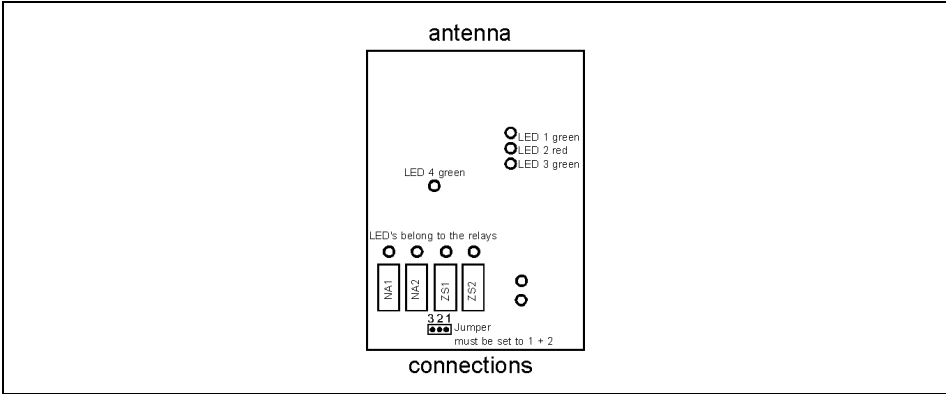 antenna
LED 1 green
LED 2 red
LED 3 green
LED 4 green
LED's belong to the relays
NA1
NA2
ZS1
ZS2
3 2 1
Jumper
must be set to 1 + 2
connections